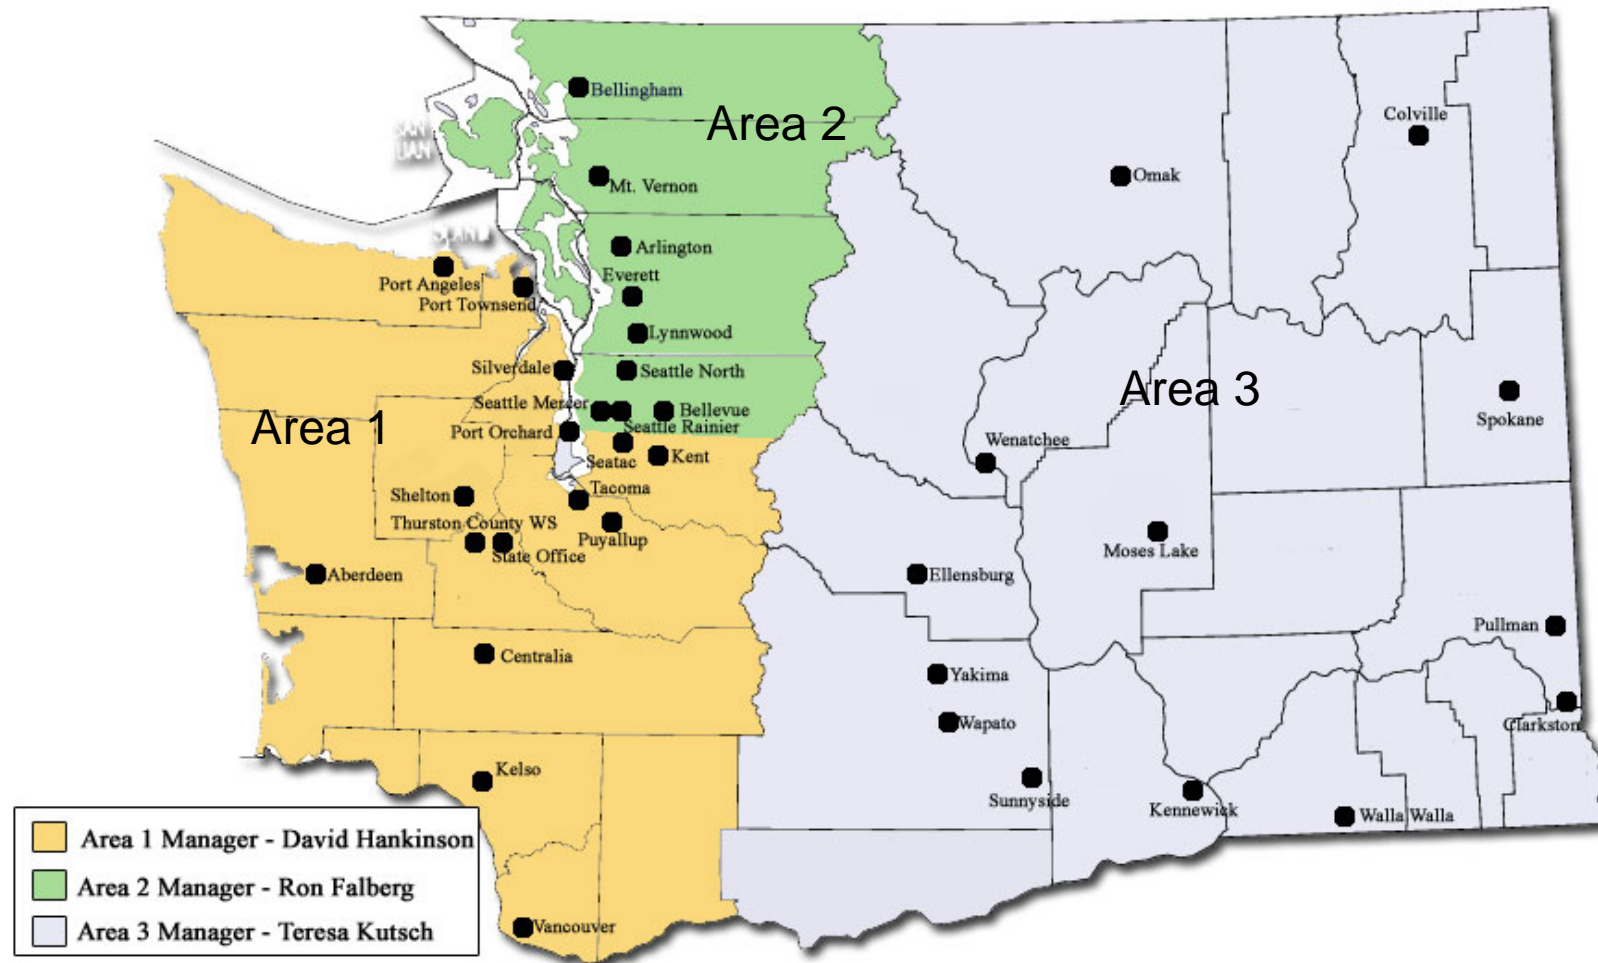 Bellingham
Area 2
Colville
SAN
JUAN
Mt. Vernon
Omak
Arlington
Port Angeles
Everett
Port Townsend
Lynnwood
Silverdale
Seattle North
Area 3
Seattle Mercer
Bellevue
Spokane
Area 1
Port Orchard
Seattle Rainier
Wenatchee
Seatac
Kent
Shelton
Tacoma
Thurston County WS
Puyallup
State Office
Moses Lake
Aberdeen
Ellensburg
Pullman
Centralia
Yakima
Wapato
Clarkston
Kelso
Sunnyside
Kennewick
Walla Walla
Vancouver
Area 1 Manager - David Hankinson
Area 2 Manager - Ron Falberg
Area 3 Manager - Teresa Kutsch